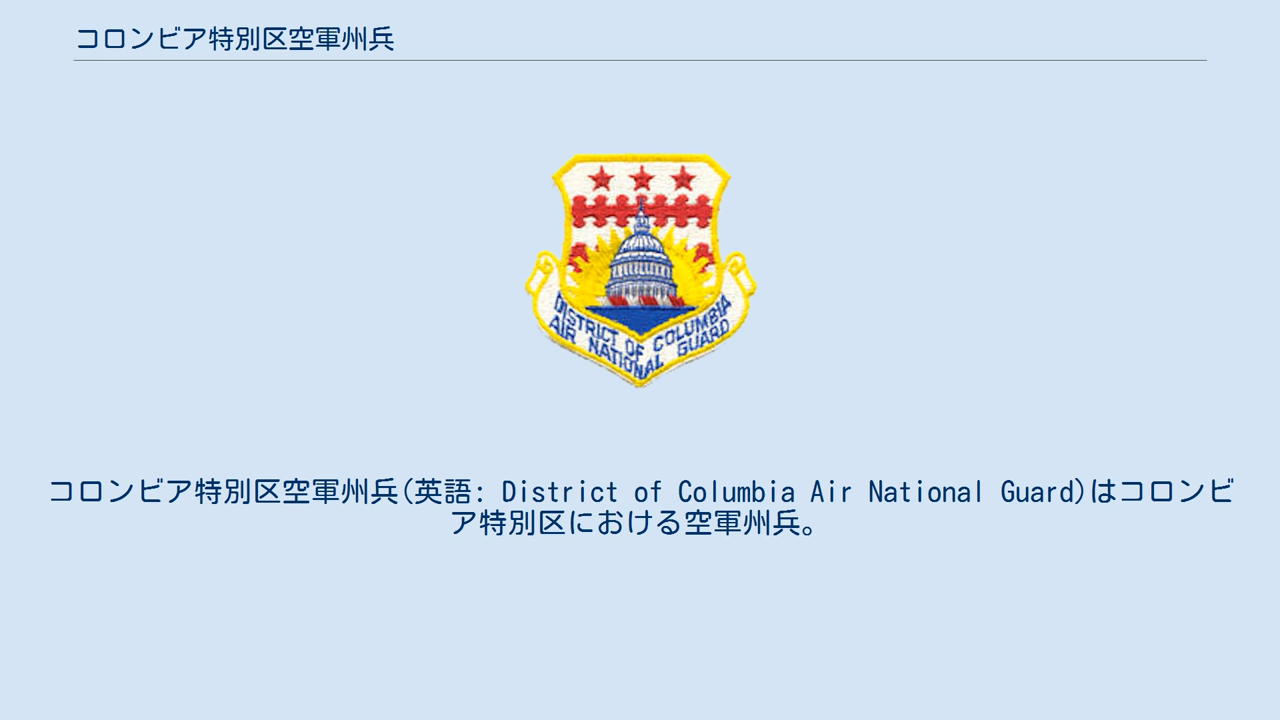 コロンビア特別区空軍州兵
DISTRICT OF COLUMBIA
AIR NATIONAL GUARD
コロンビア特別区空軍州兵(英語: District of Columbia Air National Guard)はコロンビ
ア特別区における空軍州兵。